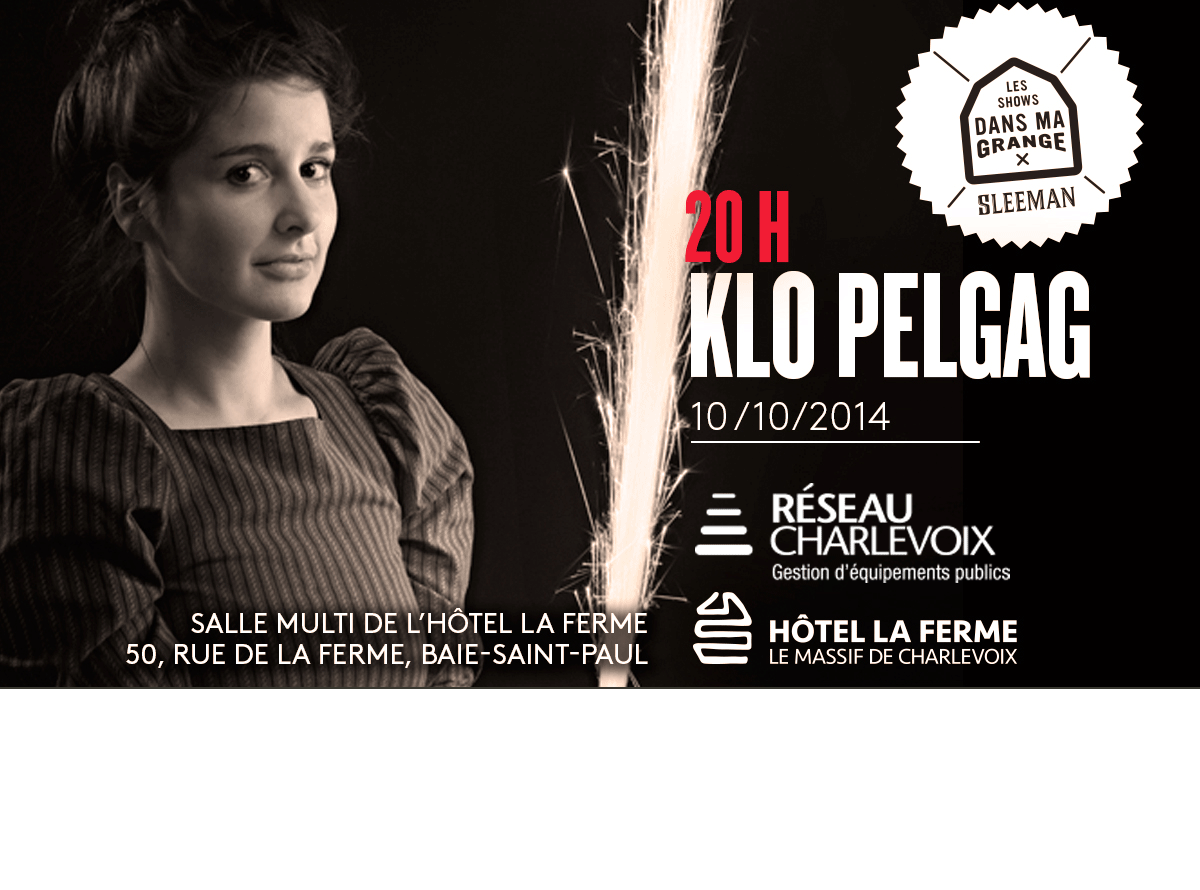 LES
SHOWS
DANS MA
GRANGE
X
SLEEMAN
20 H
KLO PELGAG
10/10/2014
RÉSEAU
CHARLEVOIX
Gestion d'équipements publics
HÔTEL LA FERME
LE MASSIF DE CHARLEVOIX
SALLE MULTI DE L'HÔTEL LA FERME
50, RUE DE LA FERME, BAIE-SAINT-PAUL